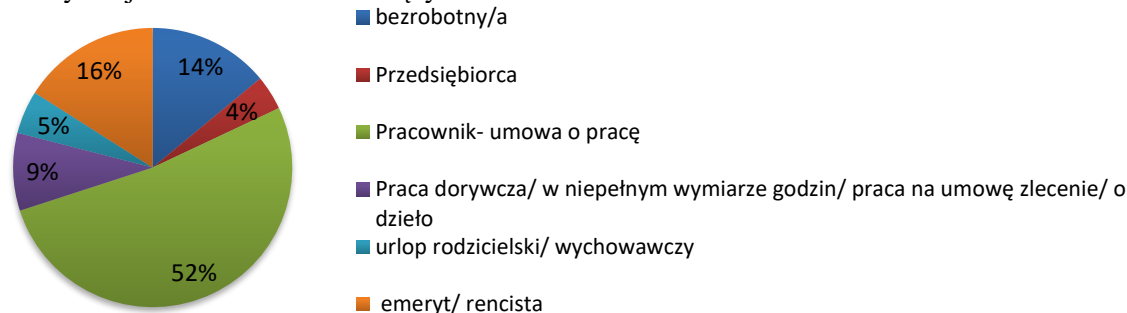 bezrobotny/a
16%
14%
Przedsiębiorca
4%
5%
Pracownik- umowa o pracę
9%
Praca dorywcza/ w niepełnym wymiarze godzin/ praca na umowę zlecenie/ o
dzieło
urlop rodzicielski/ wychowawczy
52%
emeryt/ rencista